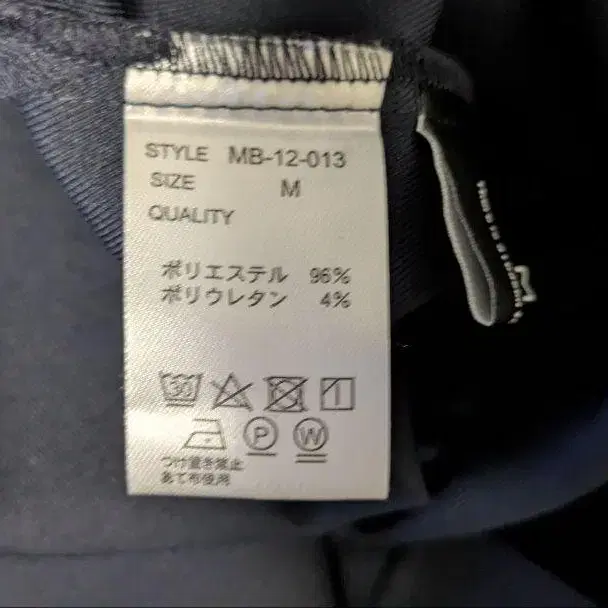 STYLE MB-12-013
SIZE M
QUALITY
ポリエステル 96%
ポリウレタン 4%
30
P
W
つけ置き禁止
あて布使用
M